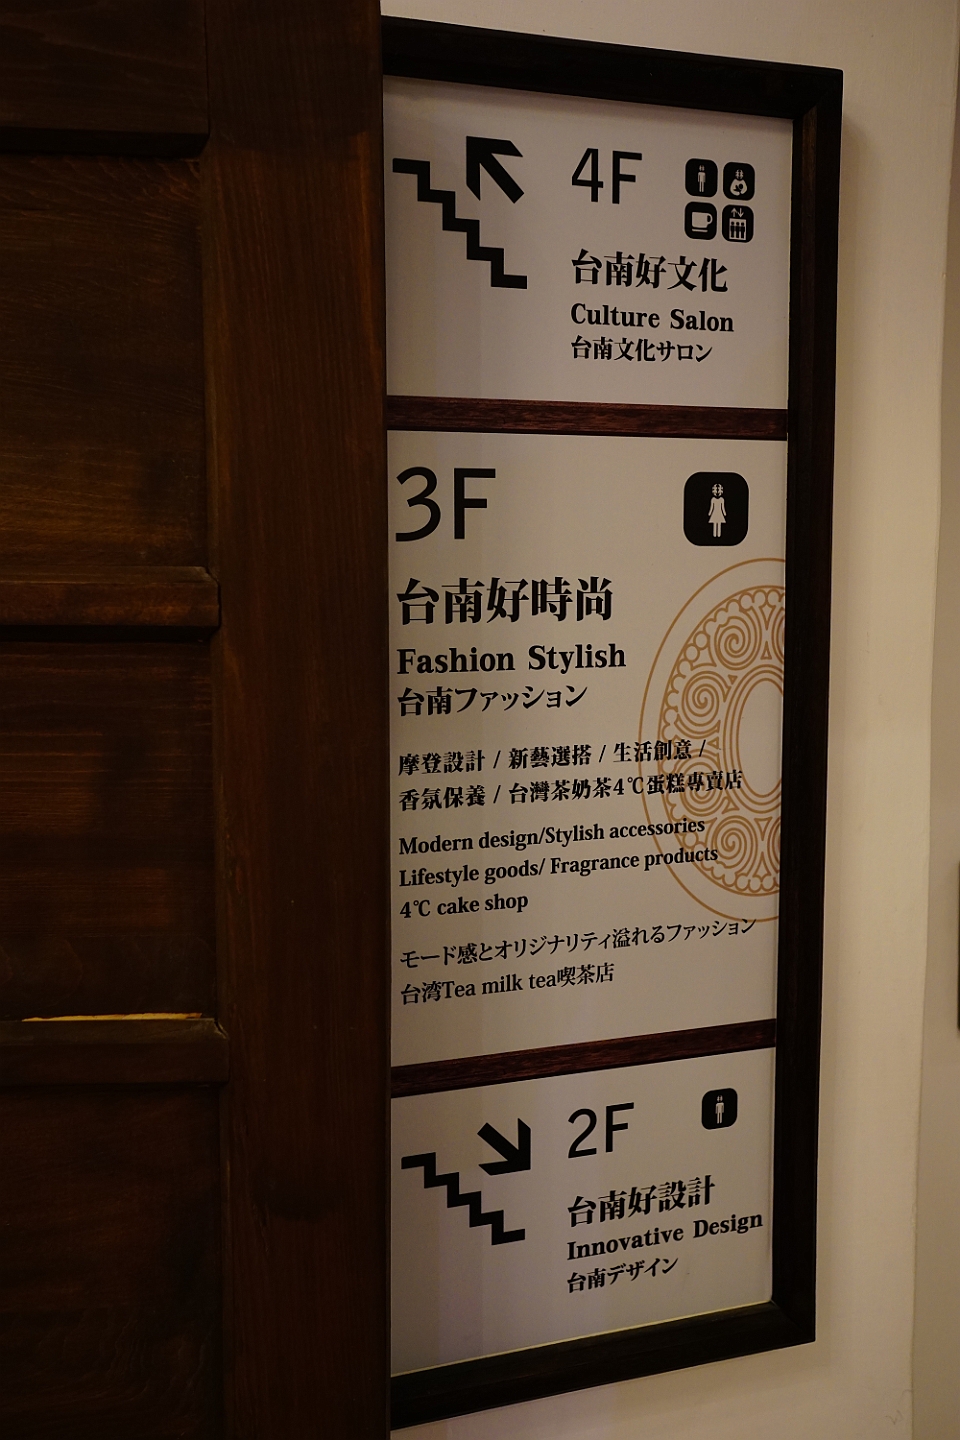 4F
台南好文化
Culture Salon
台南文化サロン
3F
台南好時尚
Fashion Stylish
台南ファッション
摩登設計 / 新藝選搭 / 生活創意 /
香氛保養 / 台灣茶奶茶4℃蛋糕專賣店
Modern design/Stylish accessories
Lifestyle goods/ Fragrance products
4℃ cake shop
モード感とオリジナリティ溢れるファッション
台湾Tea milk tea喫茶店
2F
台南好設計
Innovative Design
台南デザイン